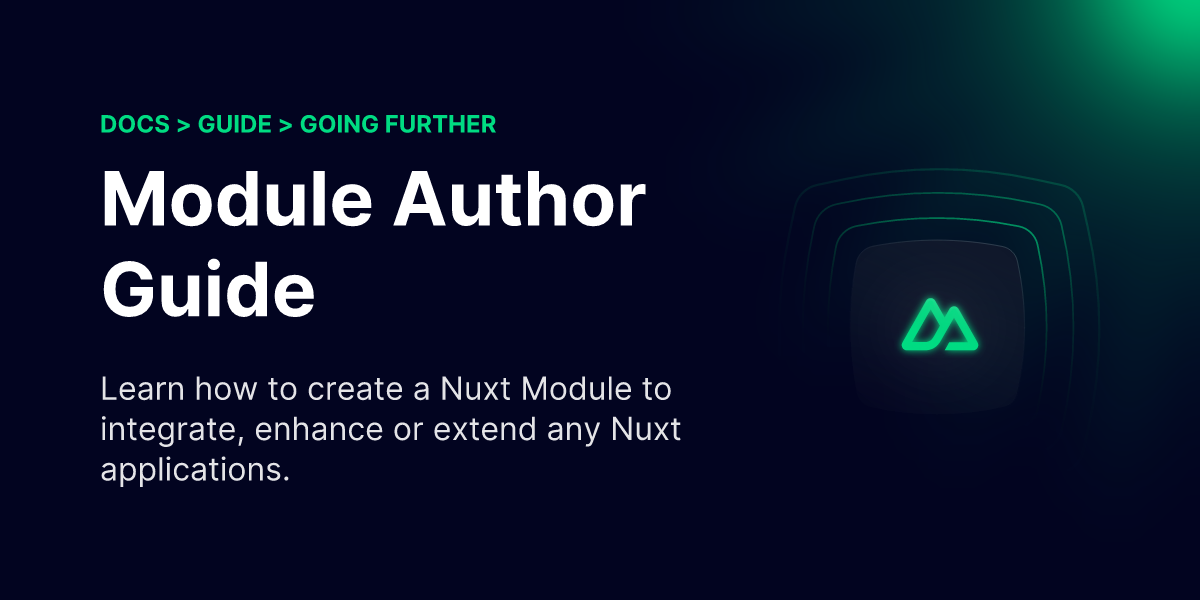 DOCS > GUIDE > GOING FURTHER
Module Author
Guide
Learn how to create a Nuxt Module to
integrate, enhance or extend any Nuxt
applications.